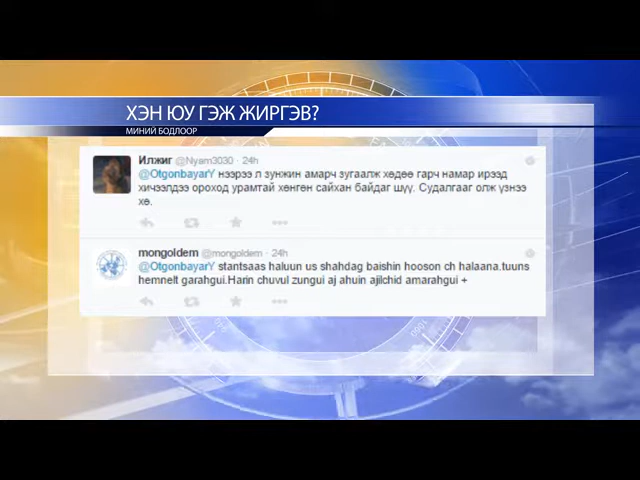 ХЭН ЮУ ГЭЖ ЖИРГЭВ?
МИНИЙ БОДЛООР
Илжиг @Nyam3030 · 24h
@OtgonbayarY нээрээ л зунжин амарч зугаалж хөдөө гарч намар ирээд
хичээлдээ ороход урамтай хөнгөн сайхан байдаг шүү. Судалгааг олж үзнээ
хө.
mongoldem @mongoldem · 24h
@OtgonbayarY stantsaas haluun us shahdag baishin hooson ch halaana.tuuns
hemnelt garahgui.Harin chuvul zungui aj ahuin ajilchid amarahgui +